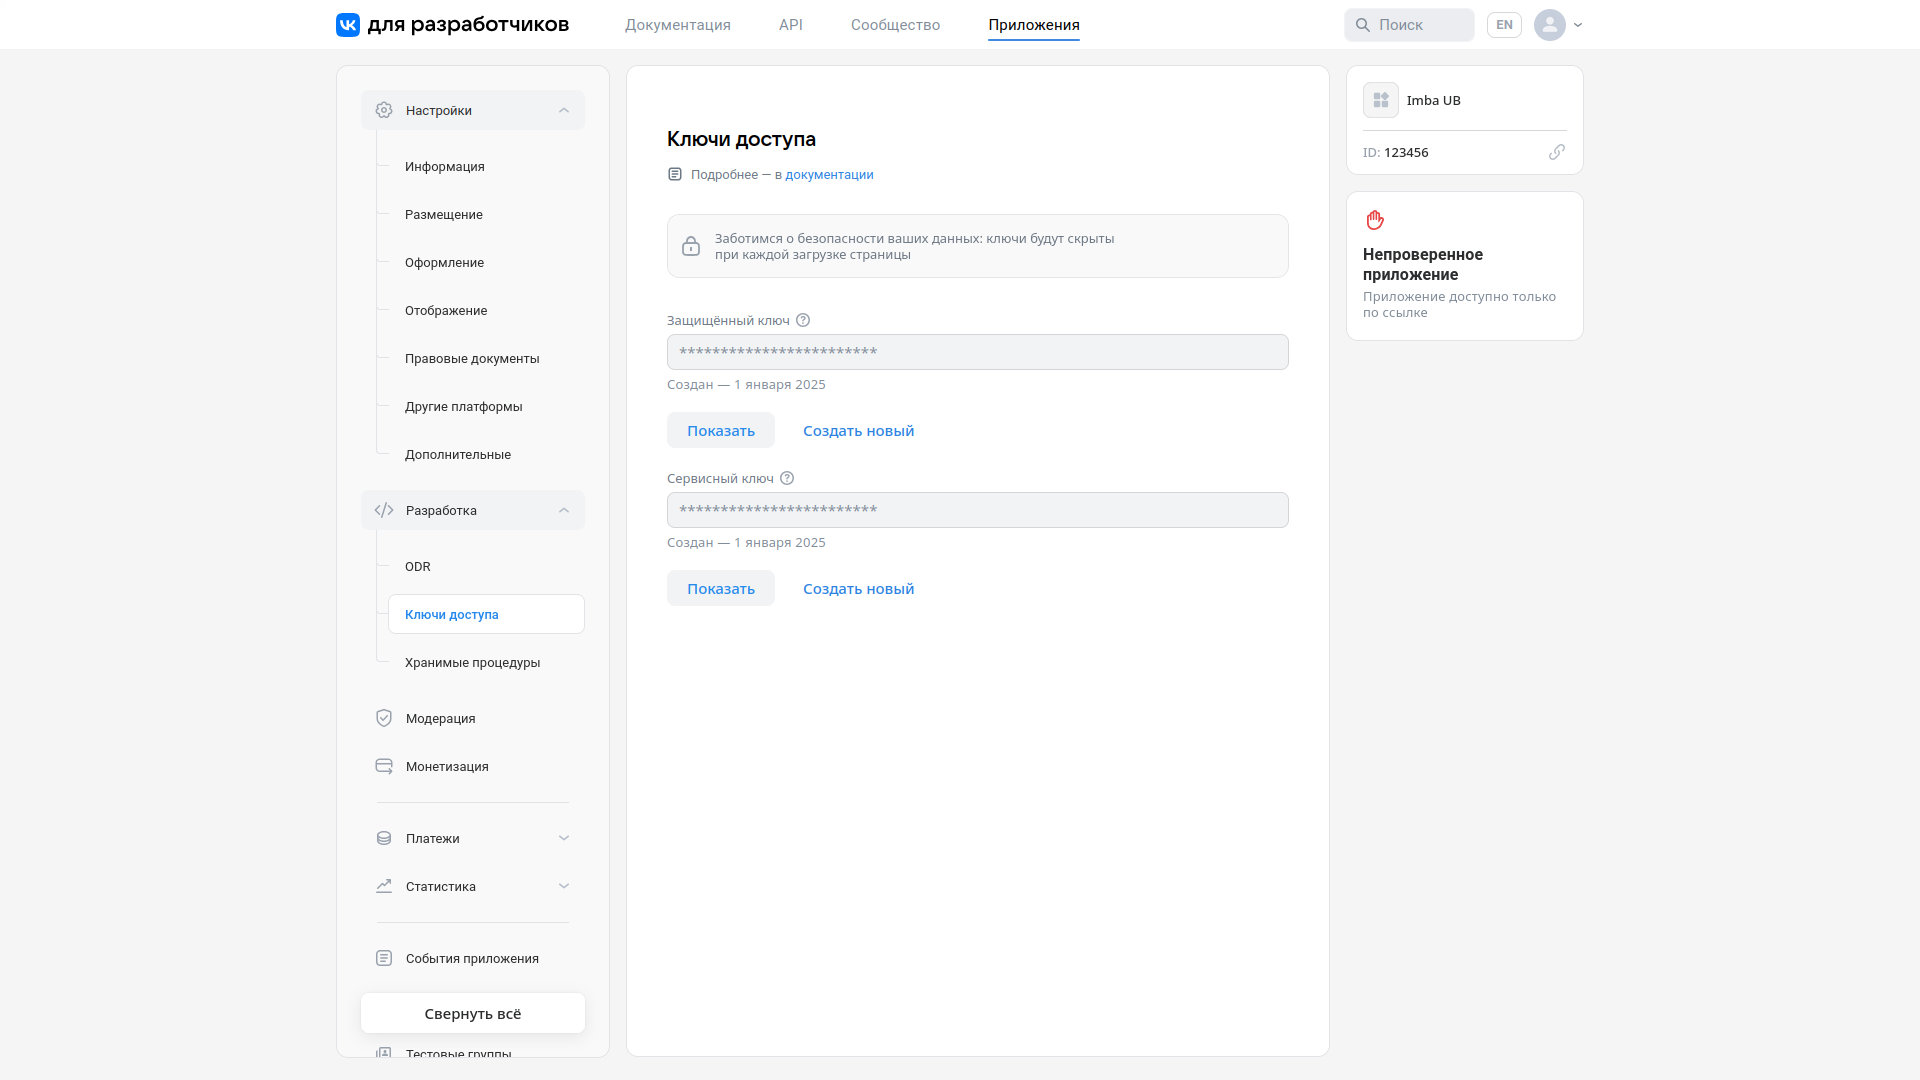 для разработчиков
Документация
API
Сообщество
Приложения
Поиск
EN
Настройки
Информация
Размещение
Оформление
Отображение
Правовые документы
Другие платформы
Дополнительные
Разработка
ODR
Ключи доступа
Хранимые процедуры
Модерация
Монетизация
Платежи
Статистика
События приложения
Свернуть всё
Тестовые группы
Ключи доступа
Подробнее — в документации
Заботимся о безопасности ваших данных: ключи будут скрыты
при каждой загрузке страницы
Защищённый ключ
************************
Создан — 1 января 2025
Показать
Создать новый
Сервисный ключ
************************
Создан — 1 января 2025
Показать
Создать новый
Imba UB
ID: 123456
Непроверенное
приложение
Приложение доступно только
по ссылке